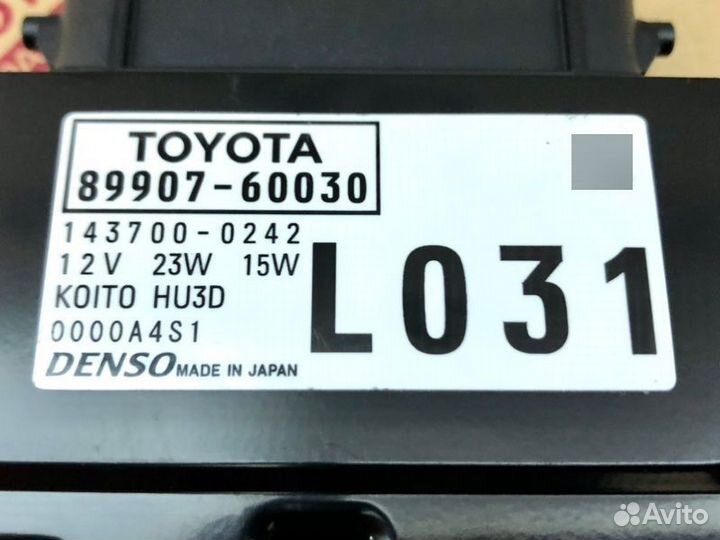 TOYOTA
89907-60030
143700-0242
12V 23W 15W
KOITO HU3D
0000A4S1
DENSO MADE IN JAPAN
L031
Avito